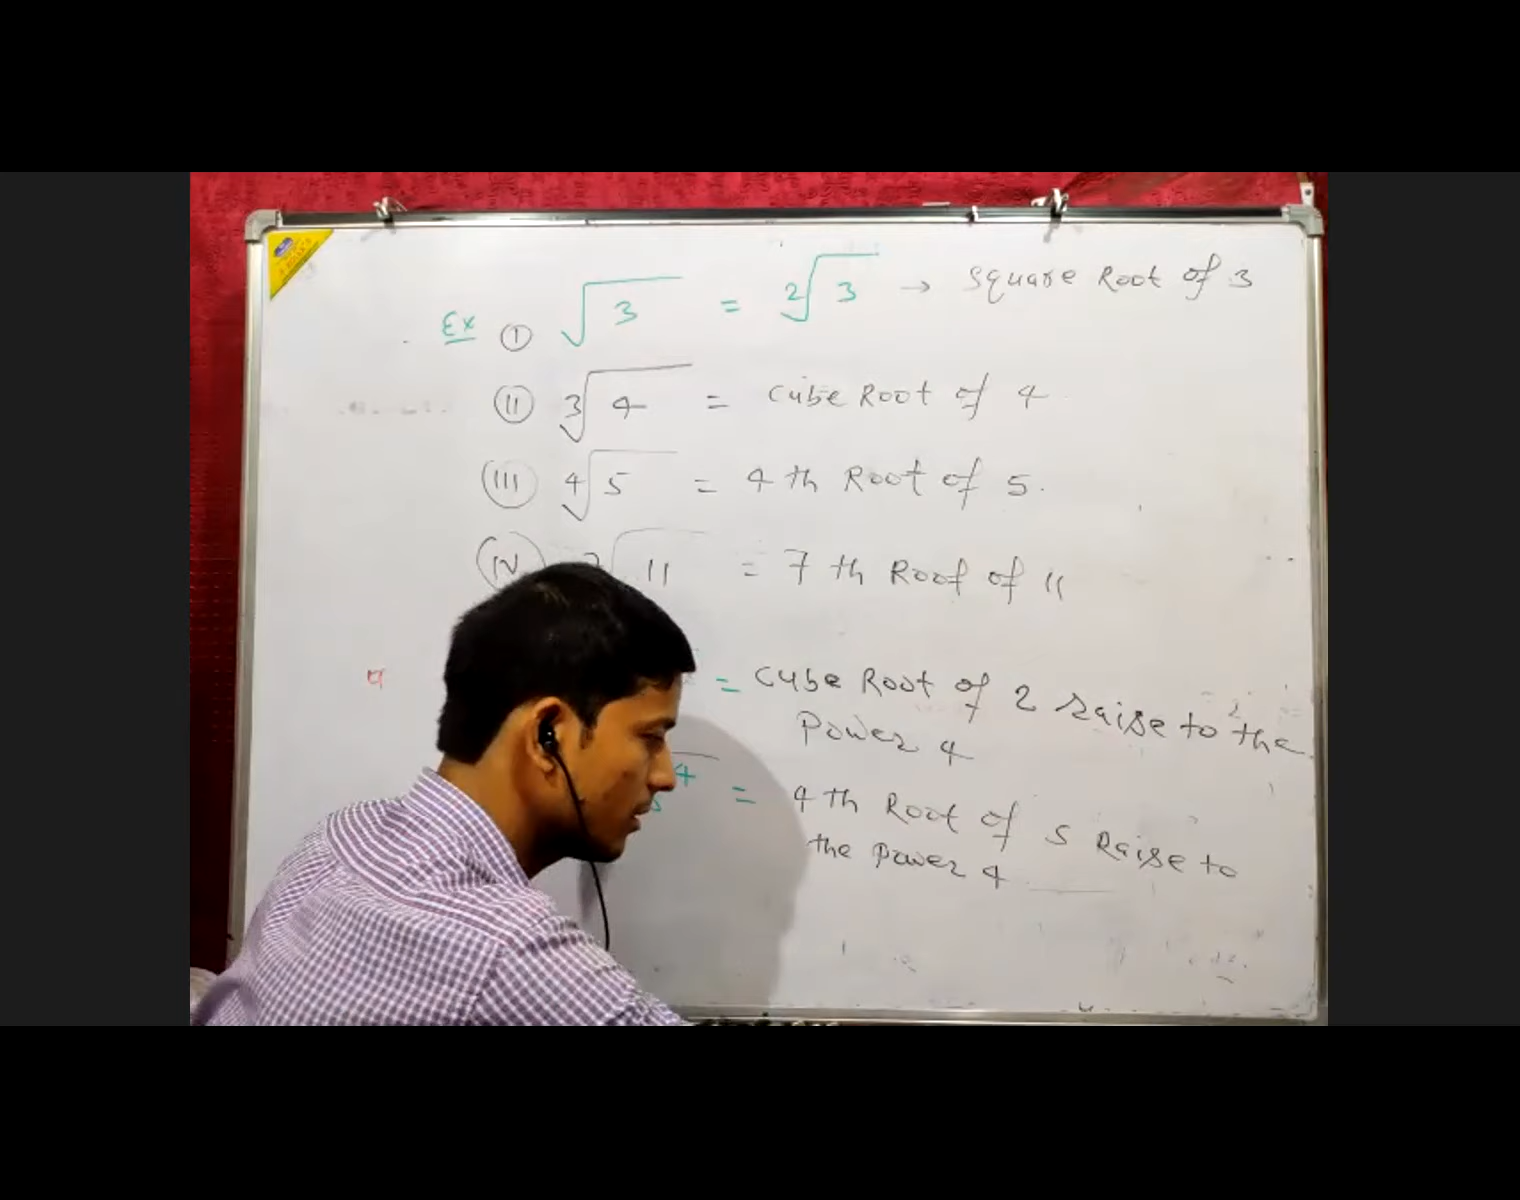 Ex (I) √3 = ²√3 → Square Root of 3
(II) ³√4 = Cube Root of 4
(III) ⁴√5 = 4 th Root of 5.
(IV) √11 = 7 th Root of 11
= Cube Root of 2 raise to the
Power 4
5⁴ = 4 th Root of 5 Raise to
the Power 4